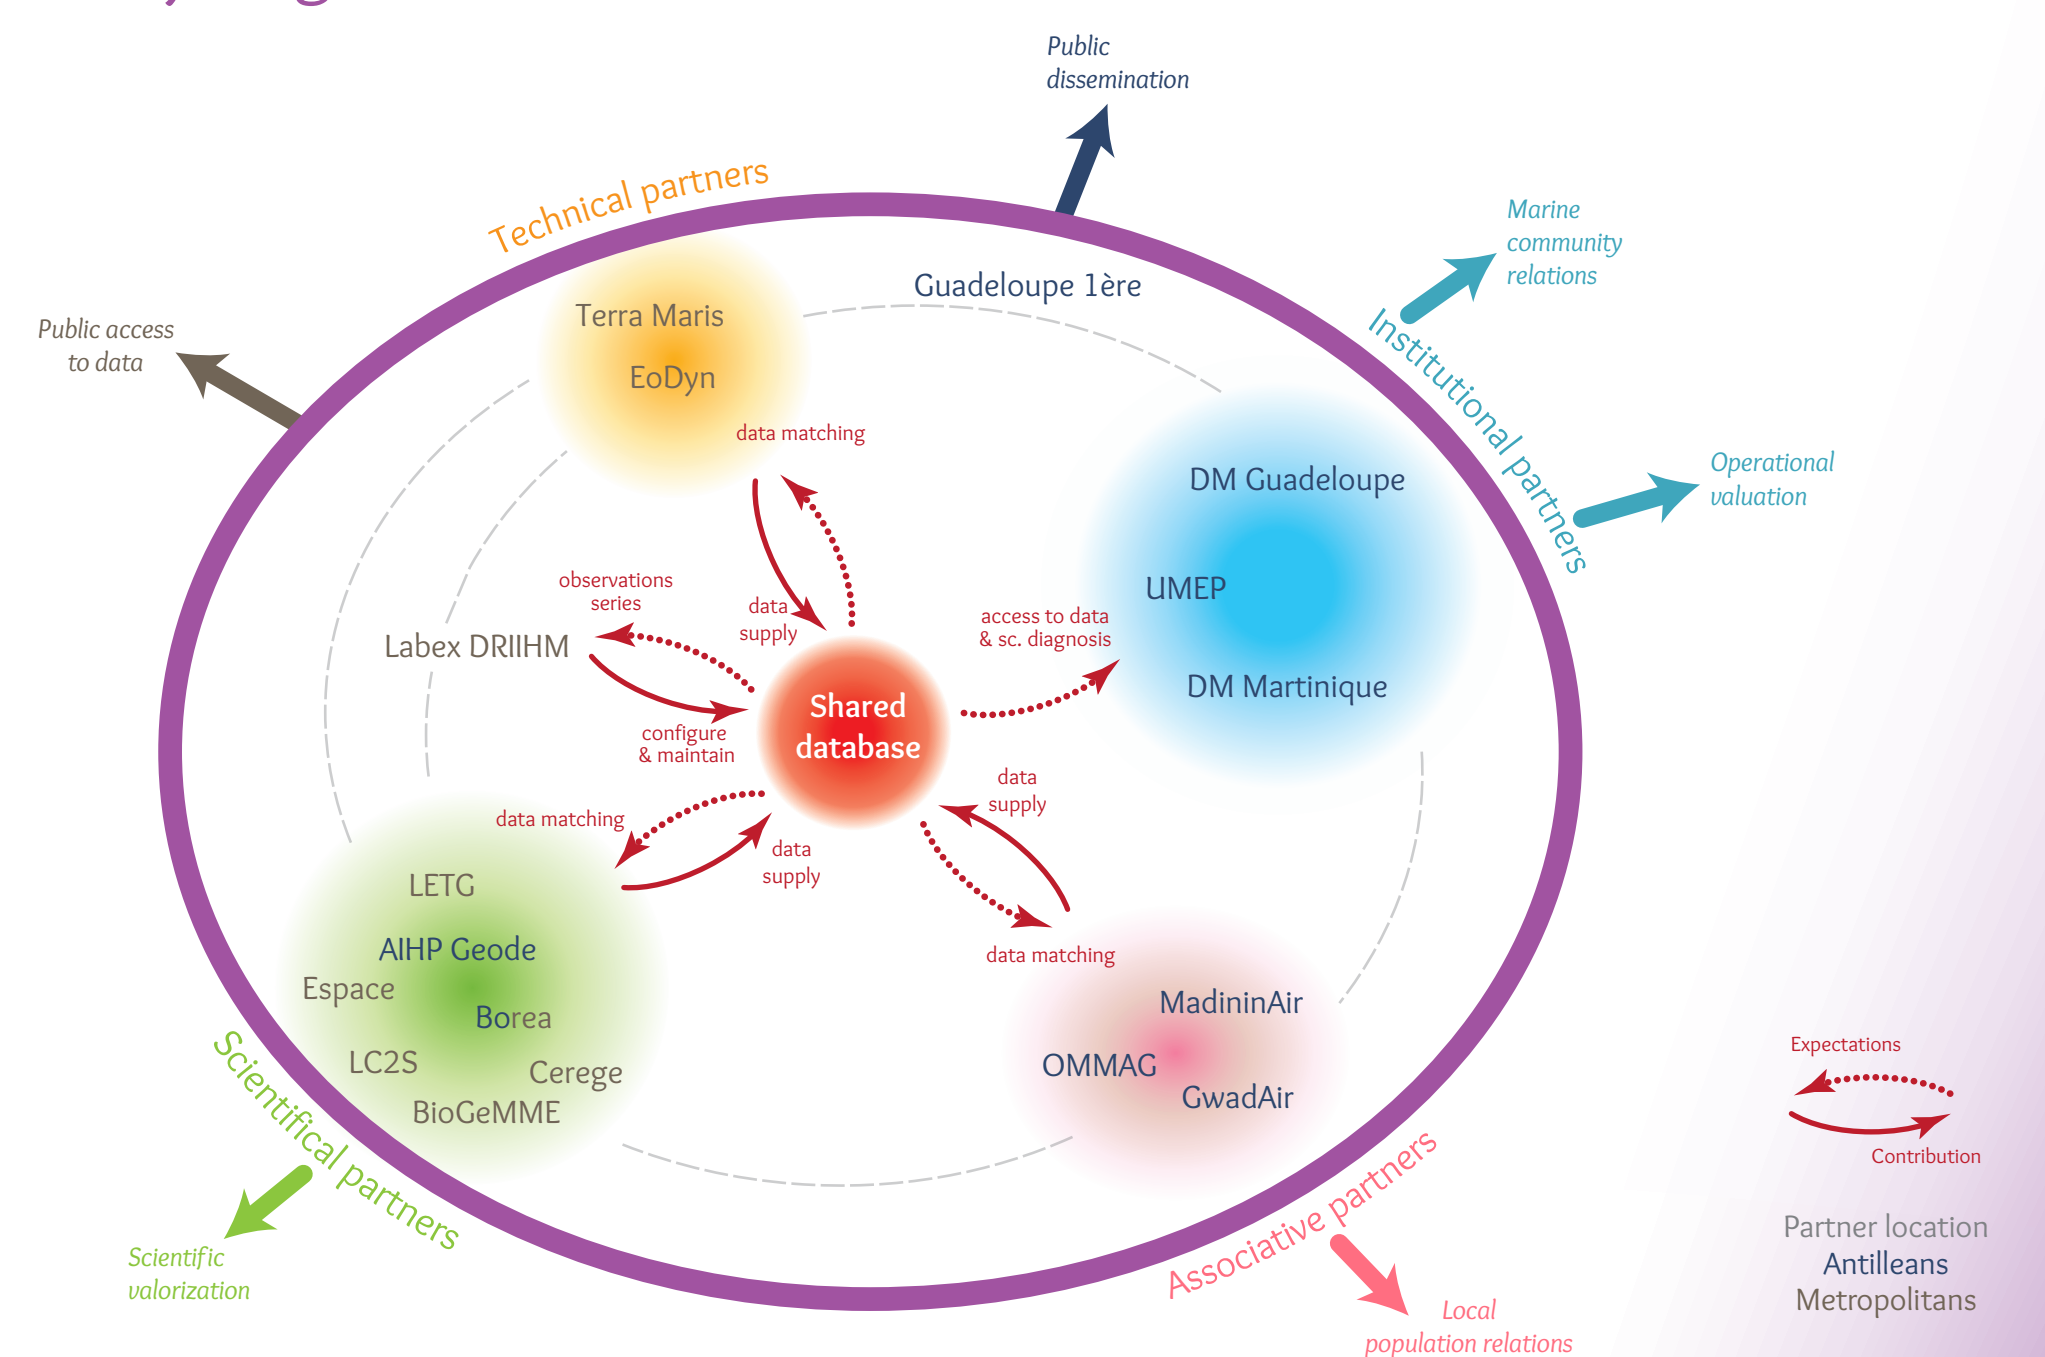 Public
dissemination
Marine
community
relations
Technical partners
Guadeloupe 1ère
Public access
to data
Terra Maris
EoDyn
Institutional partners
data matching
Operational
valuation
DM Guadeloupe
UMEP
DM Martinique
observations
series
data
supply
access to data
& sc. diagnosis
Labex DRIIHM
Shared
database
configure
& maintain
data
supply
data matching
data
supply
LETG
AIHP Geode
Espace
Borea
LC2S
Cerege
BioGeMME
data matching
MadininAir
OMMAG
GwadAir
Scientifical partners
Scientific
valorization
Associative partners
Local
population relations
Expectations
Contribution
Partner location
Antilleans
Metropolitans